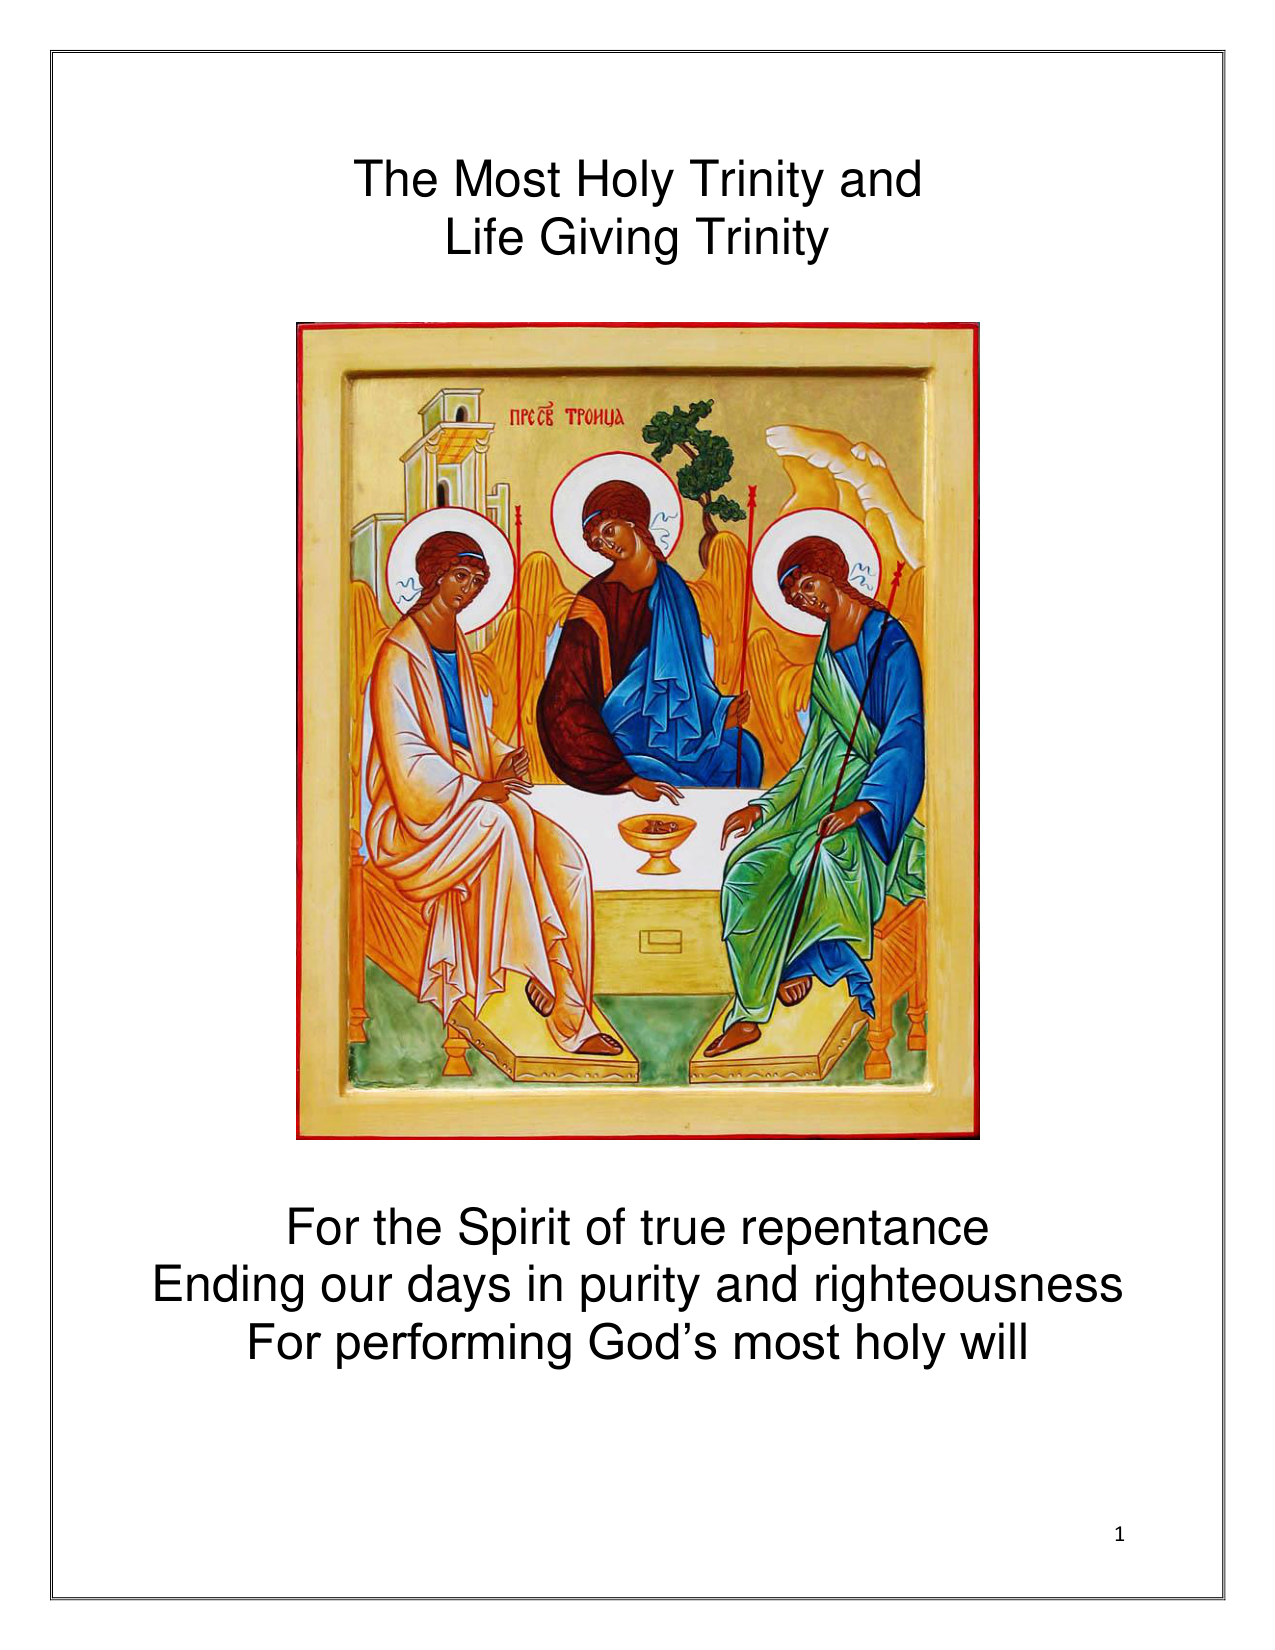 The Most Holy Trinity and
Life Giving Trinity
ПРЕСВ ТРОИЦА
For the Spirit of true repentance
Ending our days in purity and righteousness
For performing God’s most holy will
1